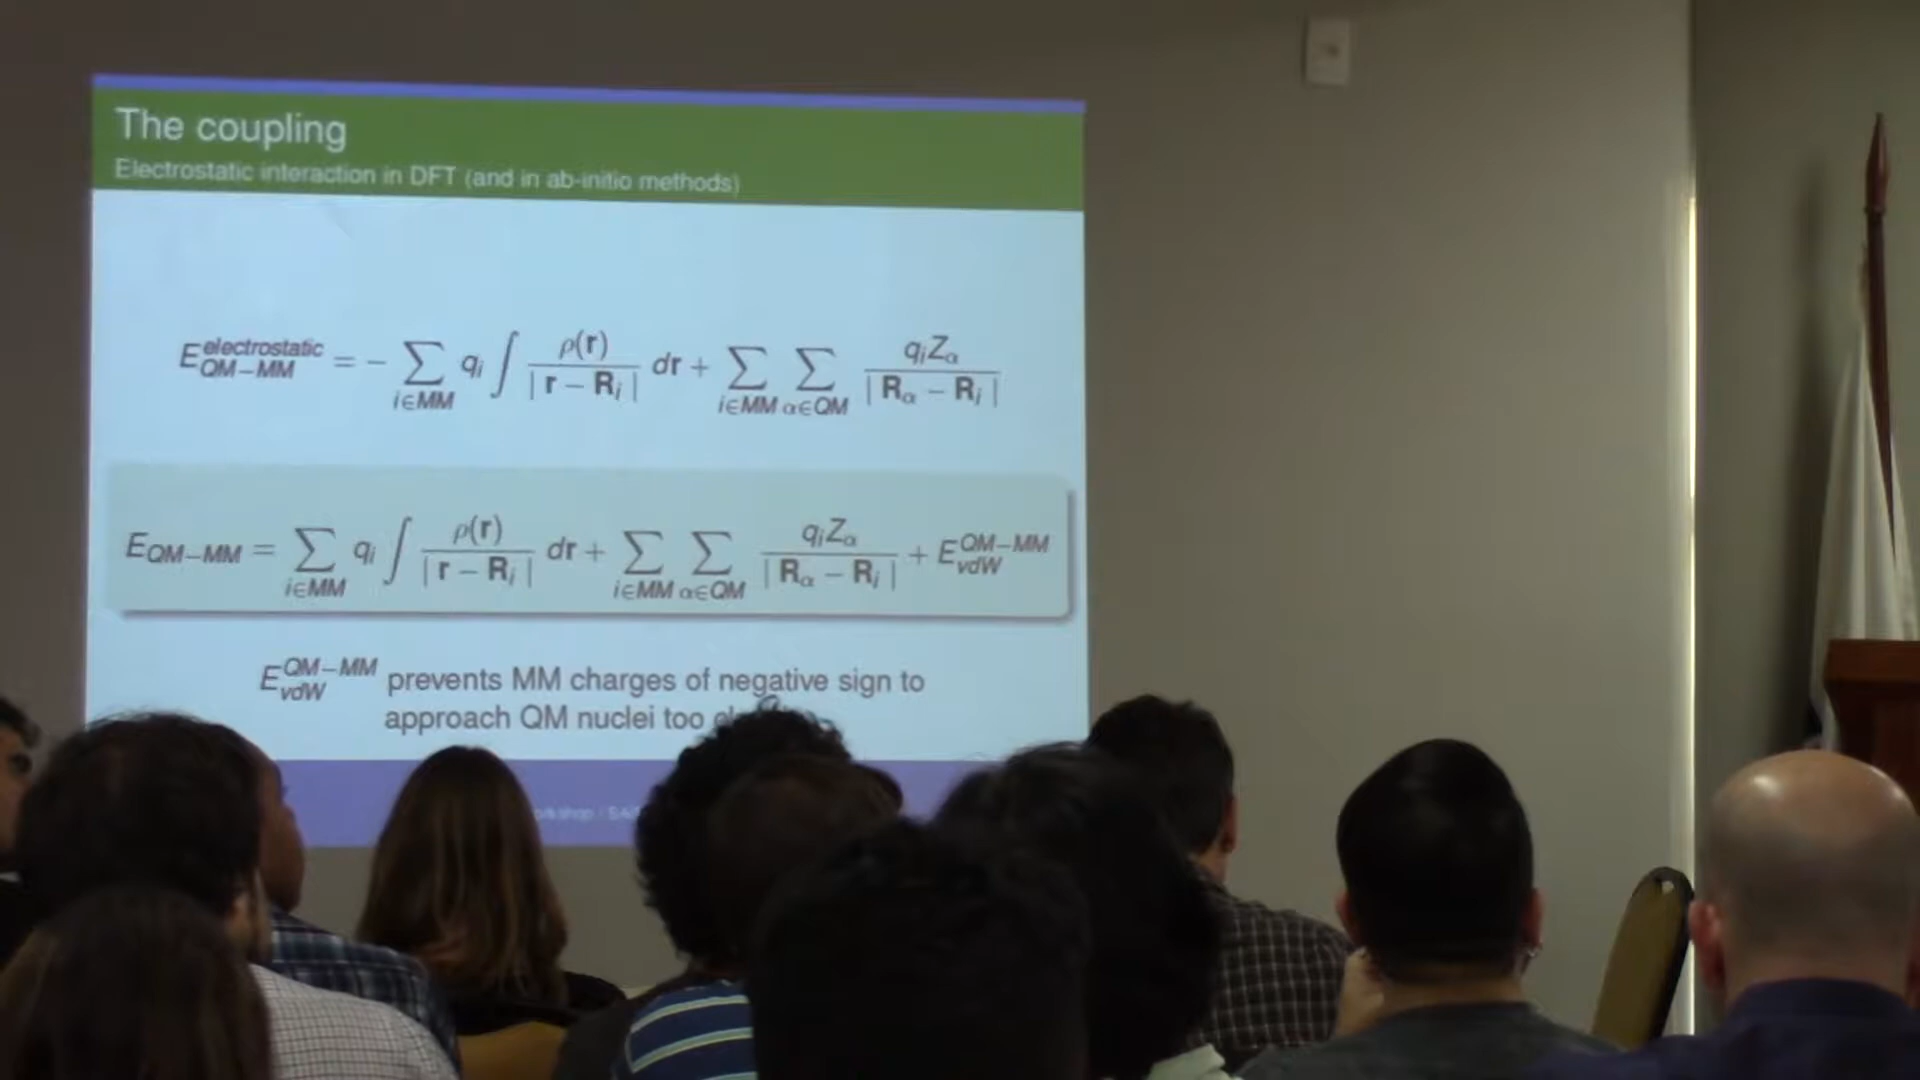 The coupling
Electrostatic interaction in DFT (and in ab-initio methods)
E^{electrostatic}_{QM−MM} = − ∑_{i∈MM} q_i ∫ ρ(r) / | r − R_i | dr + ∑_{i∈MM} ∑_{α∈QM} q_i Z_α / | R_α − R_i |
E_{QM−MM} = ∑_{i∈MM} q_i ∫ ρ(r) / | r − R_i | dr + ∑_{i∈MM} ∑_{α∈QM} q_i Z_α / | R_α − R_i | + E^{QM−MM}_{vdW}
E^{QM−MM}_{vdW} prevents MM charges of negative sign to
approach QM nuclei too